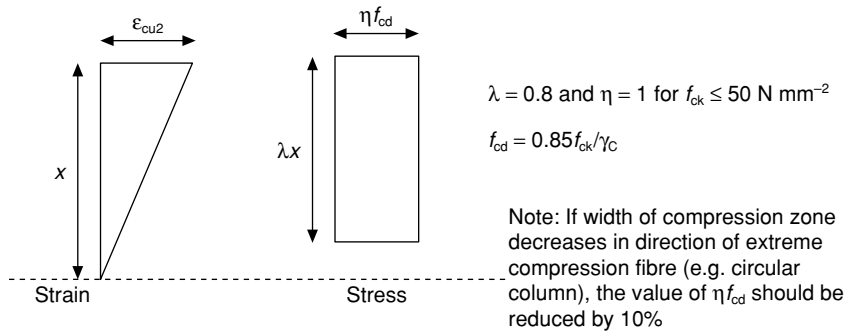 ε_cu2
ηf_cd
x
λx
λ = 0.8 and η = 1 for f_ck ≤ 50 N mm⁻²
f_cd = 0.85f_ck/γ_C
Note: If width of compression zone
decreases in direction of extreme
compression fibre (e.g. circular
column), the value of ηf_cd should be
reduced by 10%
Strain
Stress